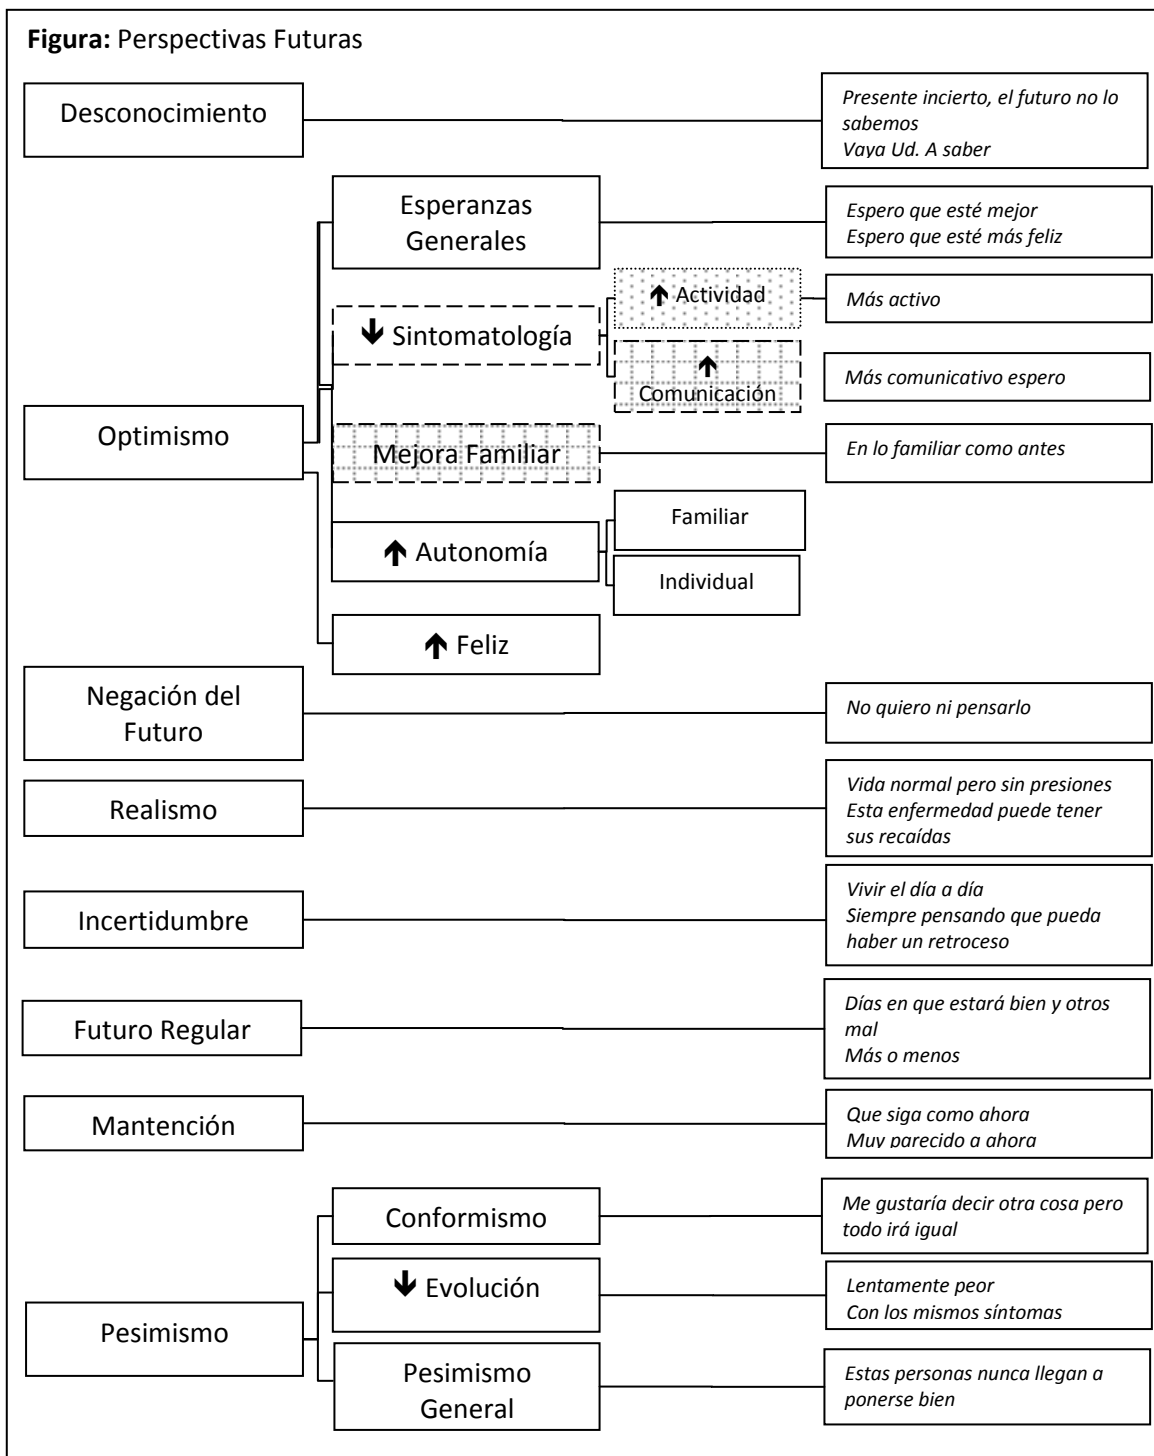 Figura: Perspectivas Futuras
Desconocimiento
Presente incierto, el futuro no lo
sabemos
Vaya Ud. A saber
Esperanzas
Generales
Espero que esté mejor
Espero que esté más feliz
Optimismo
↓ Sintomatología
↑ Actividad
Más activo
↑
Comunicación
Más comunicativo espero
Mejora Familiar
En lo familiar como antes
↑ Autonomía
Familiar
Individual
↑ Feliz
Negación del
Futuro
No quiero ni pensarlo
Realismo
Vida normal pero sin presiones
Esta enfermedad puede tener
sus recaídas
Incertidumbre
Vivir el día a día
Siempre pensando que pueda
haber un retroceso
Futuro Regular
Días en que estará bien y otros
mal
Más o menos
Mantención
Que siga como ahora
Muy parecido a ahora
Pesimismo
Conformismo
Me gustaría decir otra cosa pero
todo irá igual
↓ Evolución
Lentamente peor
Con los mismos síntomas
Pesimismo
General
Estas personas nunca llegan a
ponerse bien